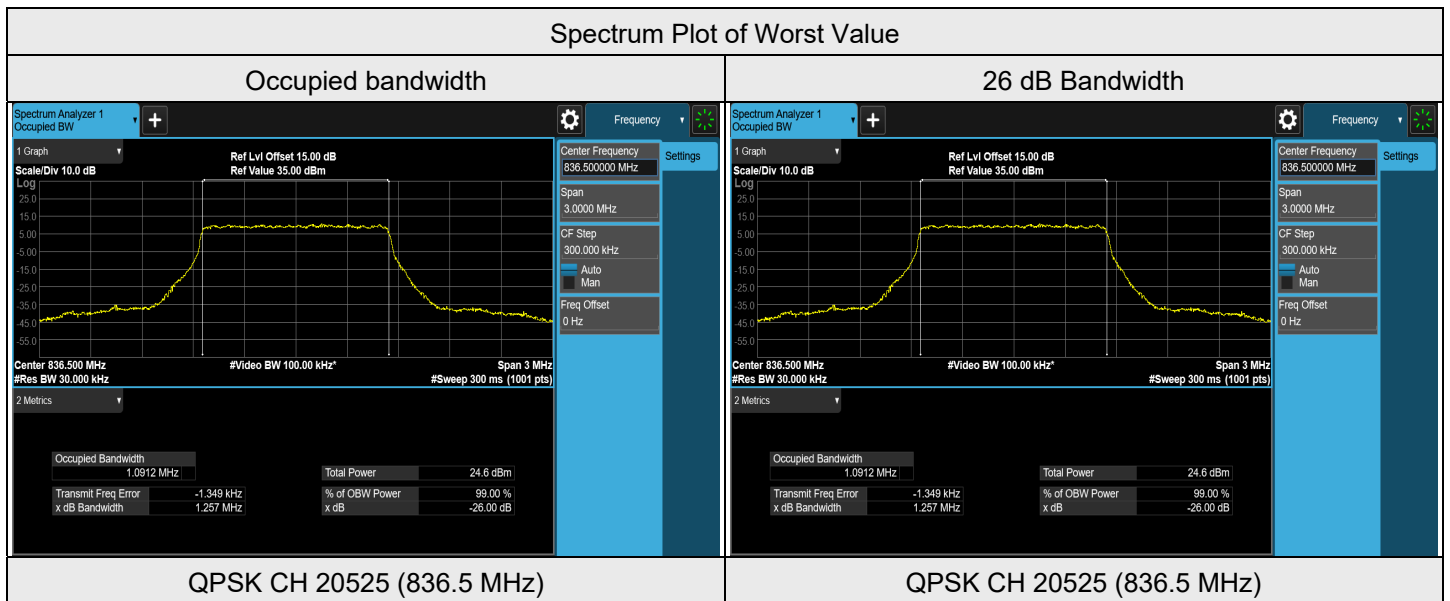 Spectrum Plot of Worst Value
Occupied bandwidth
26 dB Bandwidth
Spectrum Analyzer 1
Occupied BW
+
Frequency
1 Graph
Scale/Div 10.0 dB
Ref Lvl Offset 15.00 dB
Ref Value 35.00 dBm
Log
25.0
15.0
5.00
-5.00
-15.0
-25.0
-35.0
-45.0
-55.0
Center 836.500 MHz
#Video BW 100.00 kHz*
Span 3 MHz
#Res BW 30.000 kHz
#Sweep 300 ms (1001 pts)
Center Frequency
836.500000 MHz
Settings
Span
3.0000 MHz
CF Step
300.000 kHz
Auto
Man
Freq Offset
0 Hz
2 Metrics
Occupied Bandwidth
1.0912 MHz
Total Power 24.6 dBm
Transmit Freq Error -1.349 kHz
% of OBW Power 99.00 %
x dB Bandwidth 1.257 MHz
x dB -26.00 dB
Spectrum Analyzer 1
Occupied BW
+
Frequency
1 Graph
Scale/Div 10.0 dB
Ref Lvl Offset 15.00 dB
Ref Value 35.00 dBm
Log
25.0
15.0
5.00
-5.00
-15.0
-25.0
-35.0
-45.0
-55.0
Center 836.500 MHz
#Video BW 100.00 kHz*
Span 3 MHz
#Res BW 30.000 kHz
#Sweep 300 ms (1001 pts)
Center Frequency
836.500000 MHz
Settings
Span
3.0000 MHz
CF Step
300.000 kHz
Auto
Man
Freq Offset
0 Hz
2 Metrics
Occupied Bandwidth
1.0912 MHz
Total Power 24.6 dBm
Transmit Freq Error -1.349 kHz
% of OBW Power 99.00 %
x dB Bandwidth 1.257 MHz
x dB -26.00 dB
QPSK CH 20525 (836.5 MHz)
QPSK CH 20525 (836.5 MHz)